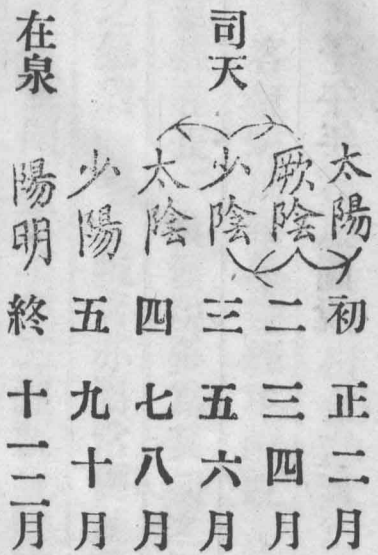 太陽初正二月
厥陰二三四月
司天少陰三五六月
太陰四七八月
少陽五九十月
在泉陽明終十一二月